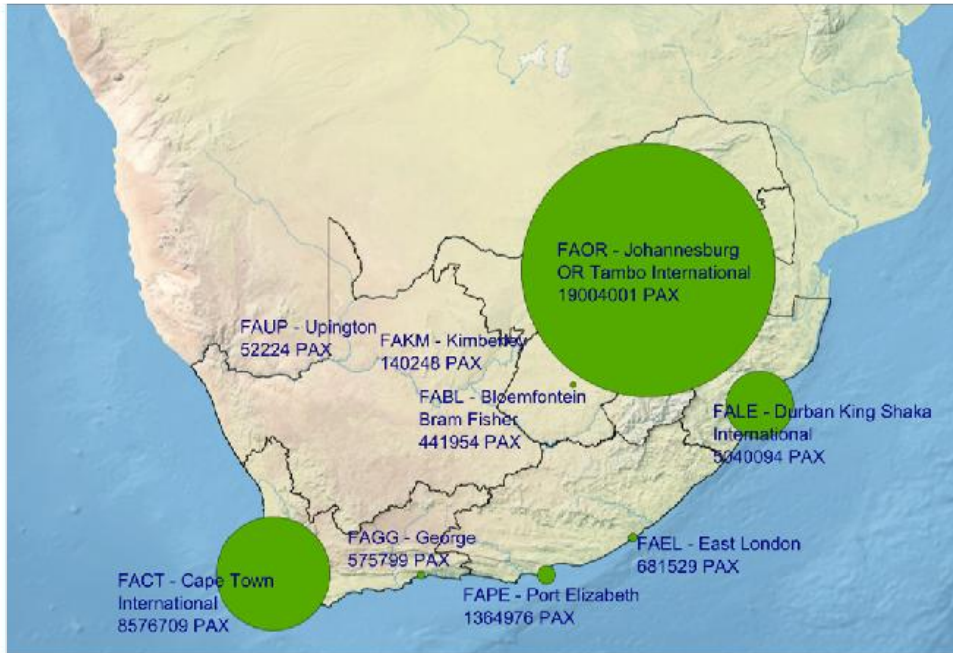 FAOR - Johannesburg
OR Tambo International
19004001 PAX
FAUP - Upington
52224 PAX
FAKM - Kimberley
140248 PAX
FABL - Bloemfontein
Bram Fisher
441954 PAX
FALE - Durban King Shaka
International
5040094 PAX
FAGG - George
575799 PAX
FAEL - East London
681529 PAX
FACT - Cape Town
International
8576709 PAX
FAPE - Port Elizabeth
1364976 PAX